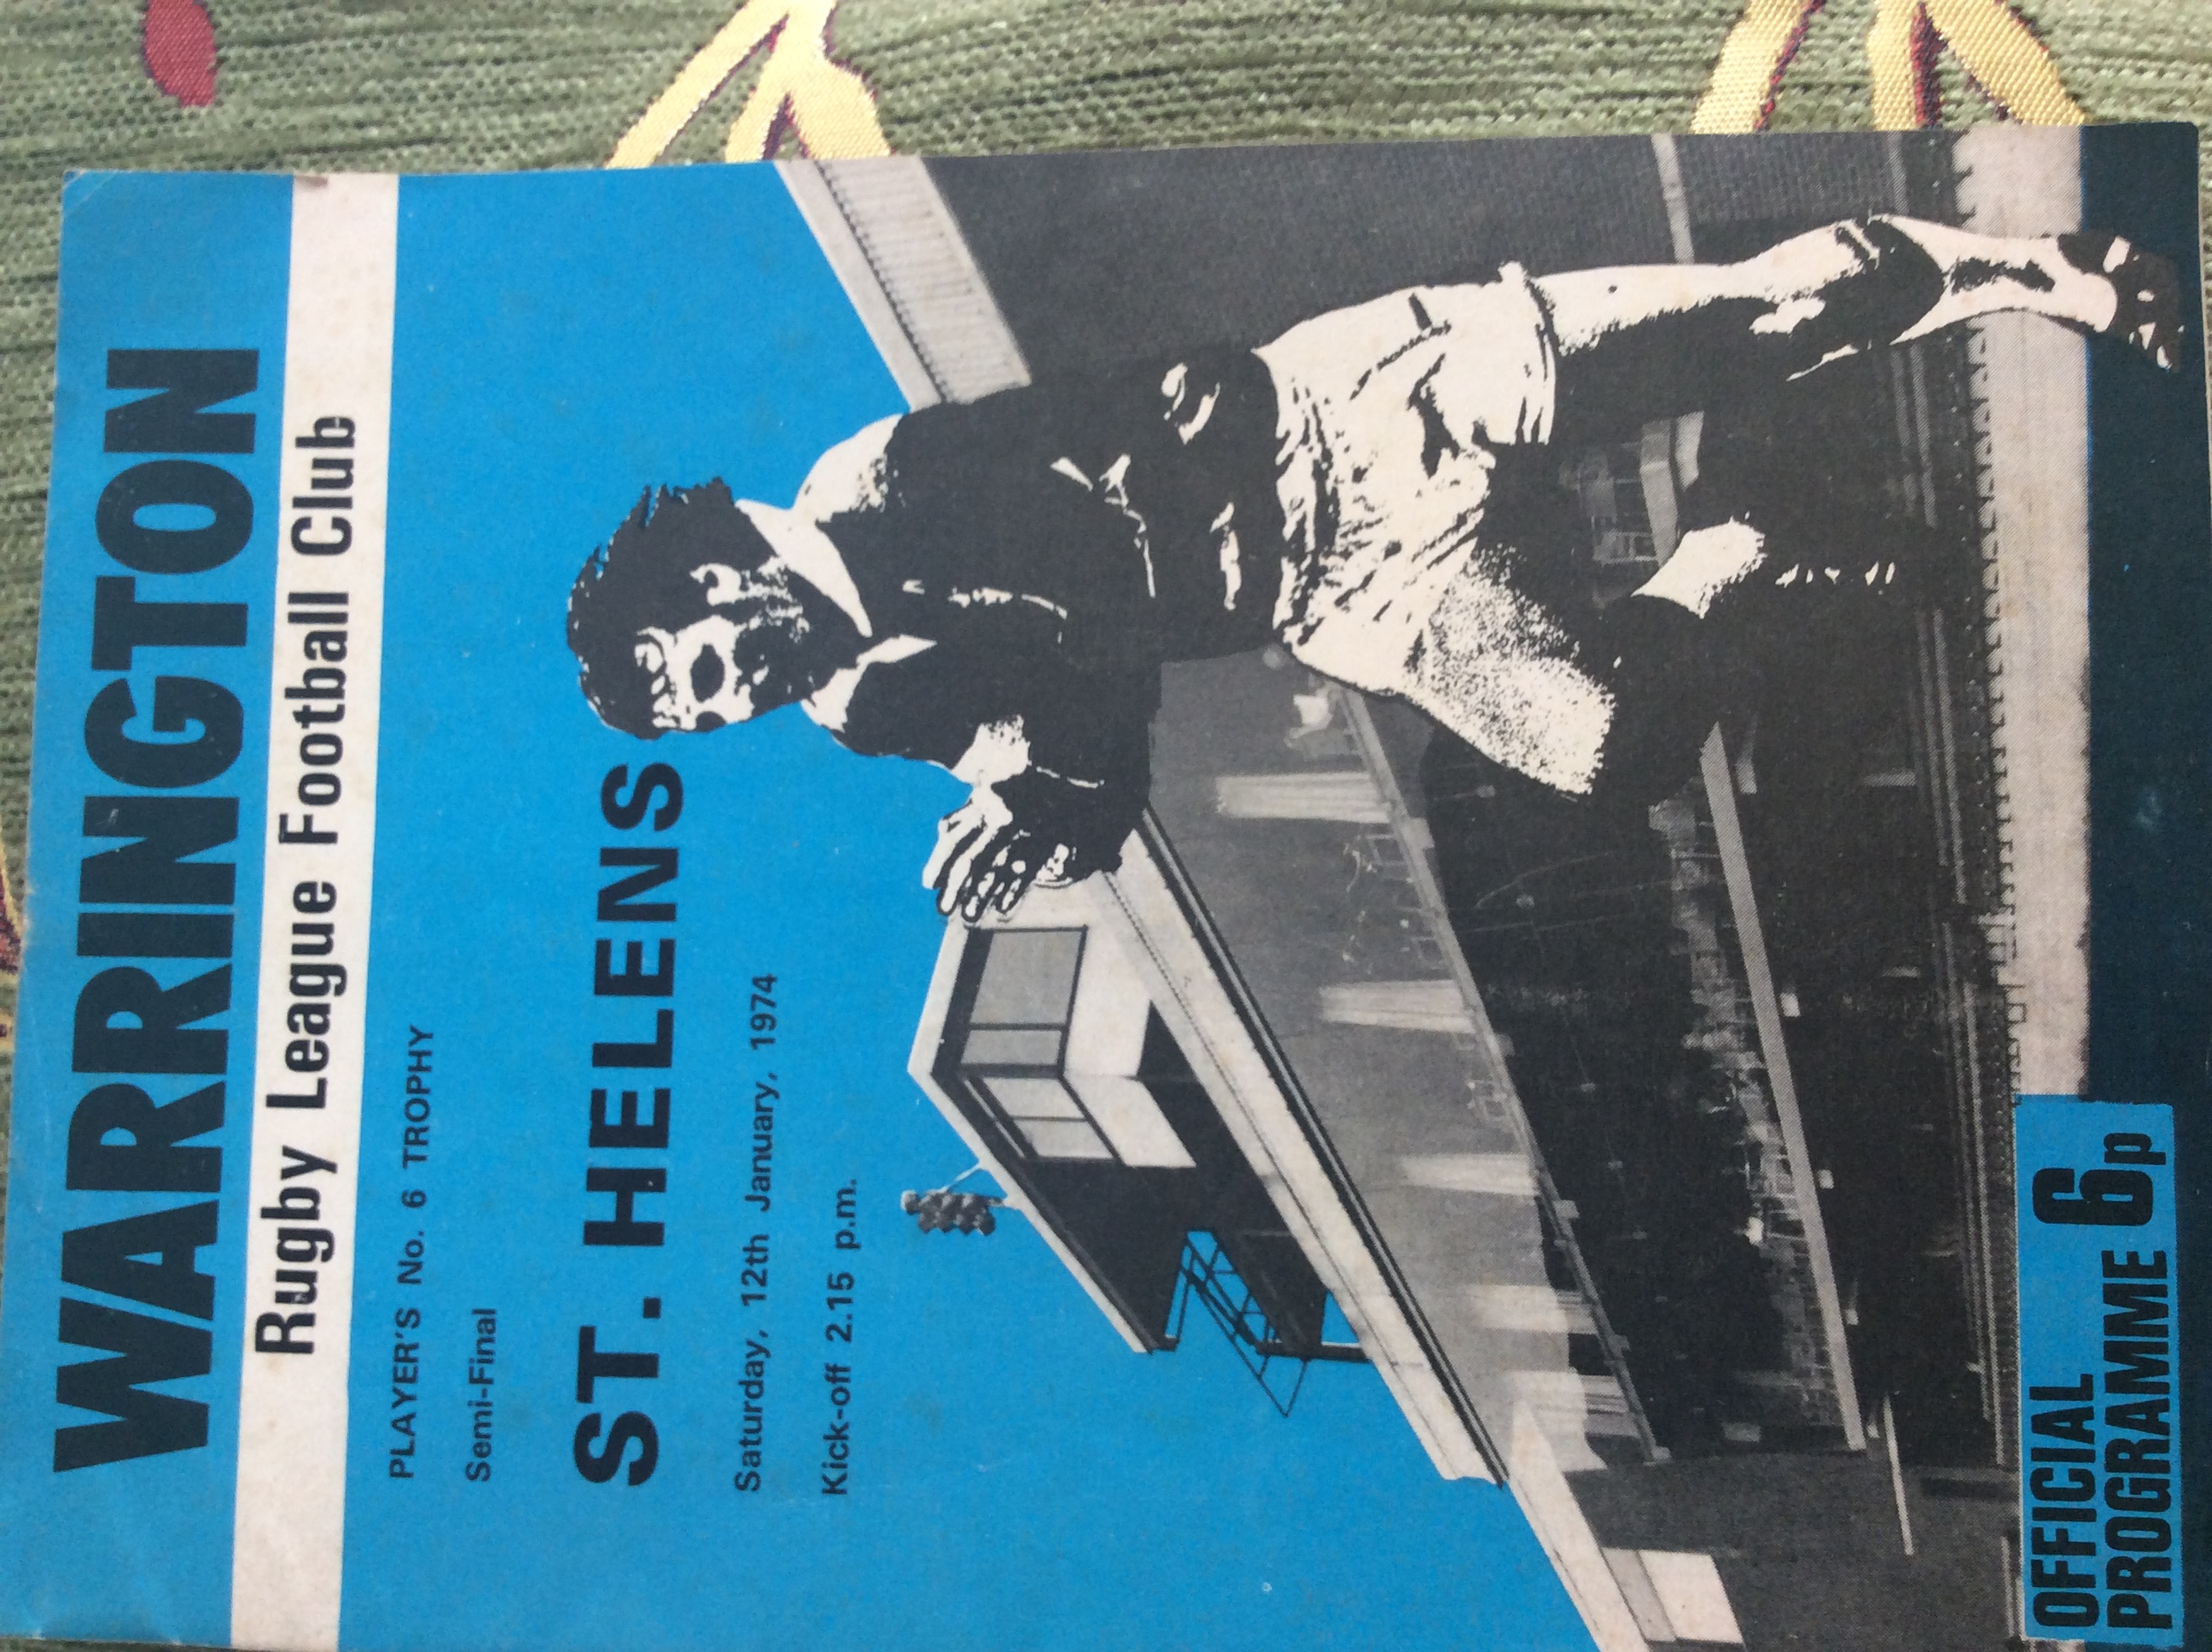 WARRINGTON
Rugby League Football Club
PLAYER'S No. 6 TROPHY
Semi-Final
ST. HELENS
Saturday, 12th January, 1974
Kick-off 2.15 p.m.
OFFICIAL
PROGRAMME 6p